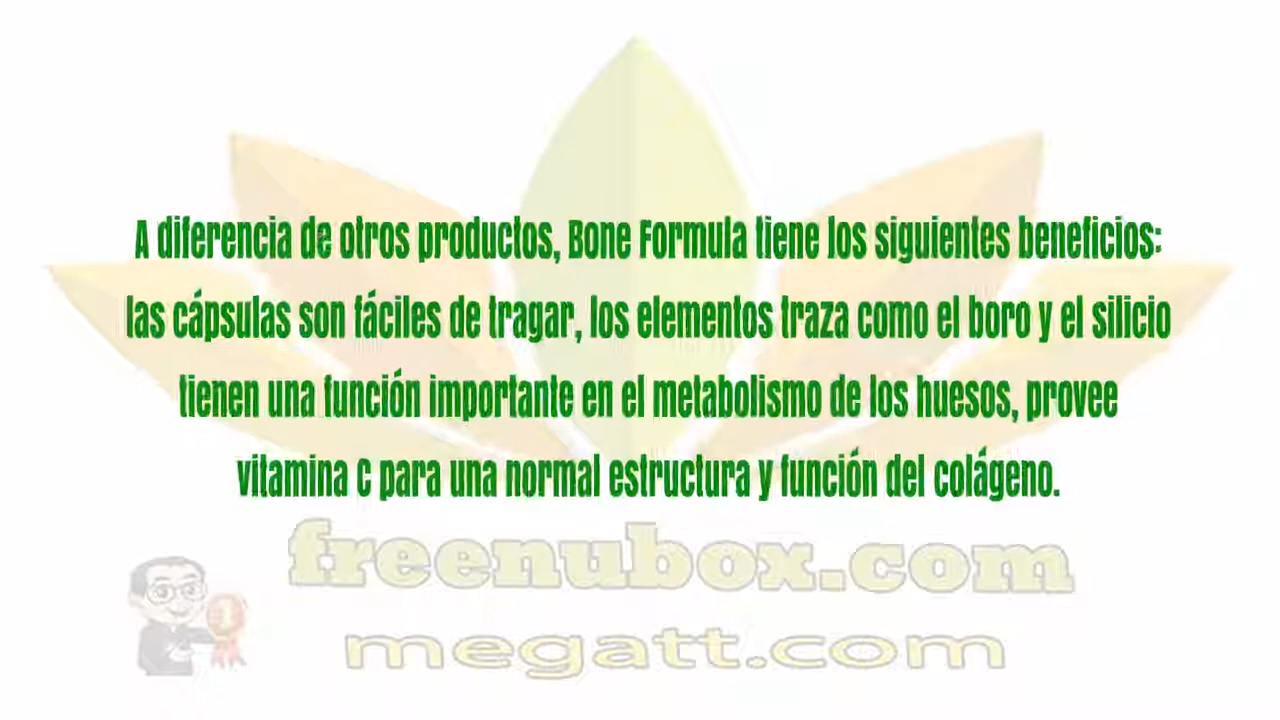 A diferencia de otros productos, Bone Formula tiene los siguientes beneficios:
las cápsulas son fáciles de tragar, los elementos traza como el boro y el silicio
tienen una función importante en el metabolismo de los huesos, provee
vitamina C para una normal estructura y función del colágeno.
freenubox.com
megatt.com